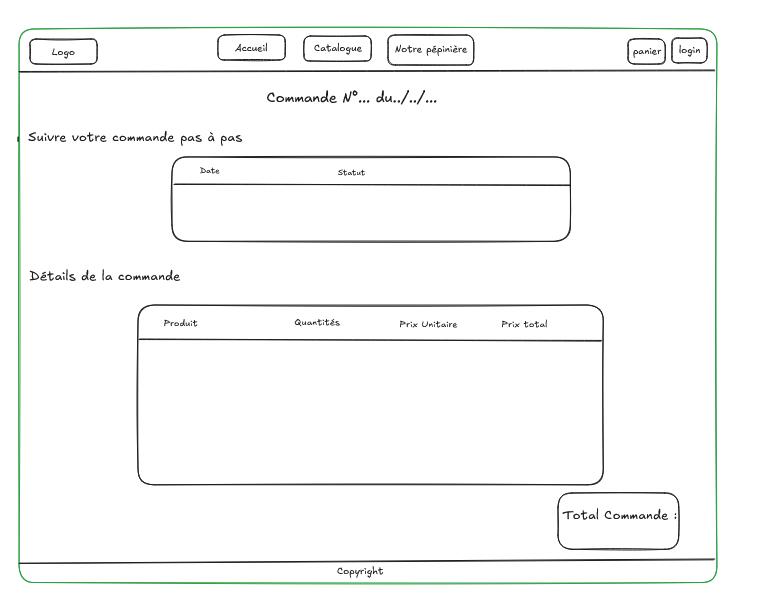 Logo
Accueil
Catalogue
Notre pépinière
panier
login
Commande N°... du../../...
Suivre votre commande pas à pas
Date
Statut
Détails de la commande
Produit
Quantités
Prix Unitaire
Prix total
Total Commande :
Copyright